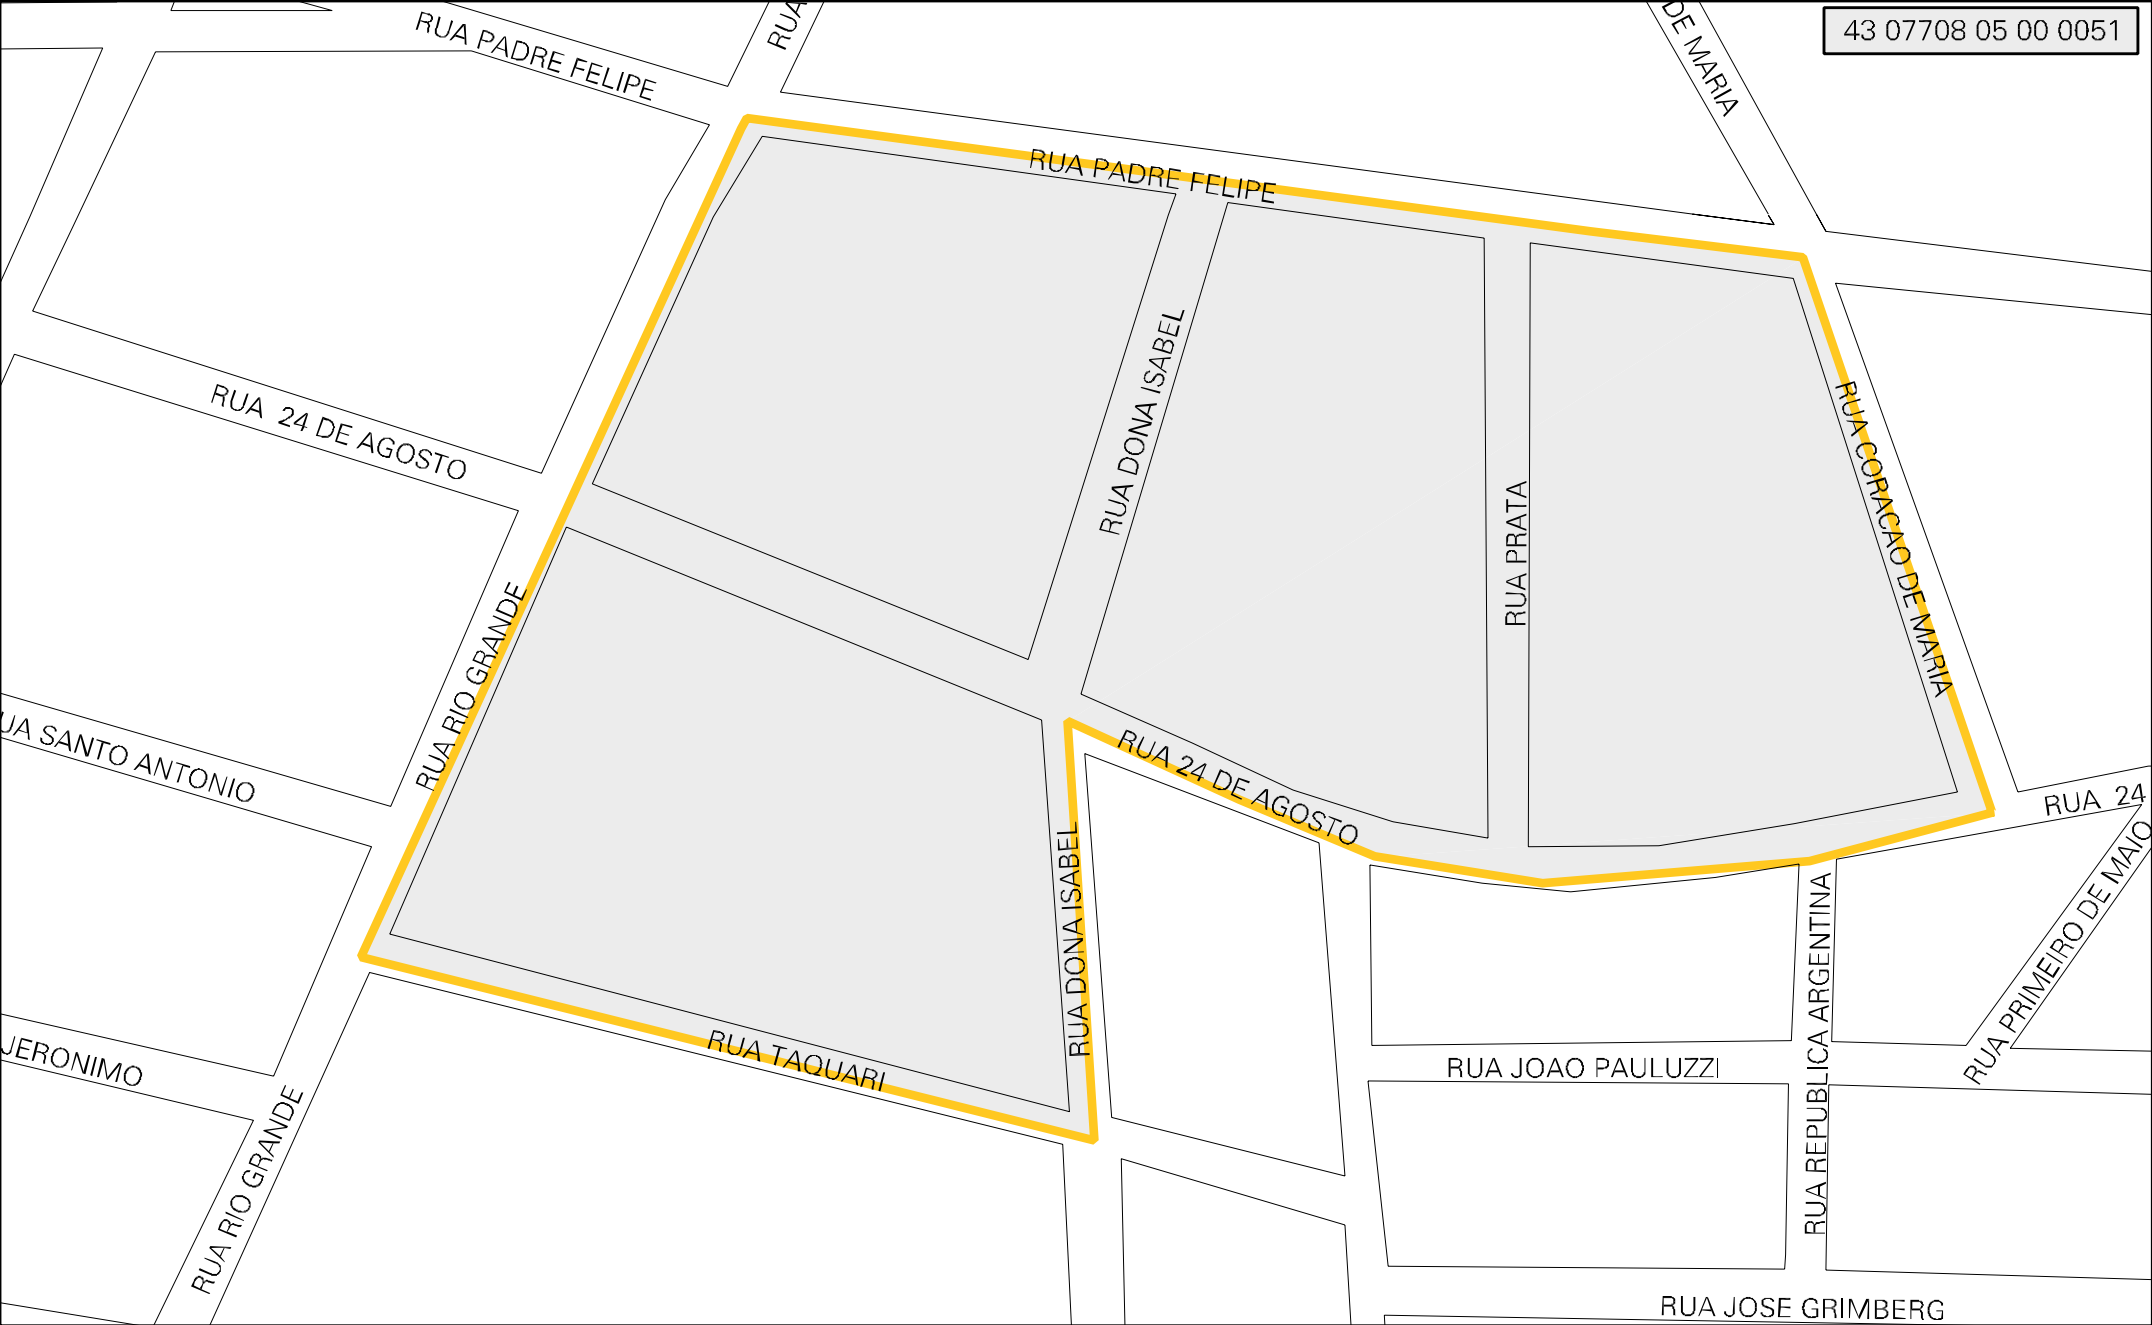 RUA PADRE FELIPE
RUA
DE MARIA
43 07708 05 00 0051
RUA PADRE FELIPE
RUA 24 DE AGOSTO
RUA DONA ISABEL
RUA PRATA
RUA CORACAO DE MARIA
RUA RIO GRANDE
UA SANTO ANTONIO
RUA 24 DE AGOSTO
RUA 24
RUA DONA ISABEL
RUA PRIMEIRO DE MAIO
RUA REPUBLICA ARGENTINA
RUA TAQUARI
JERONIMO
RUA JOAO PAULUZZI
RUA RIO GRANDE
RUA JOSE GRIMBERG